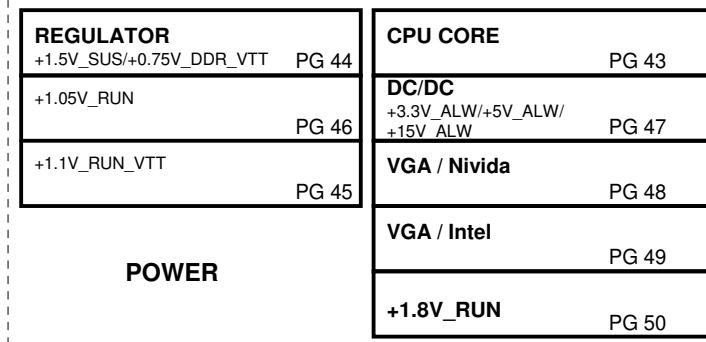 REGULATOR
+1.5V_SUS/+0.75V_DDR_VTT PG 44
+1.05V_RUN
PG 46
+1.1V_RUN_VTT
PG 45
POWER
CPU CORE
PG 43
DC/DC
+3.3V_ALW/+5V_ALW/
+15V_ALW PG 47
VGA / Nivida
PG 48
VGA / Intel
PG 49
+1.8V_RUN
PG 50